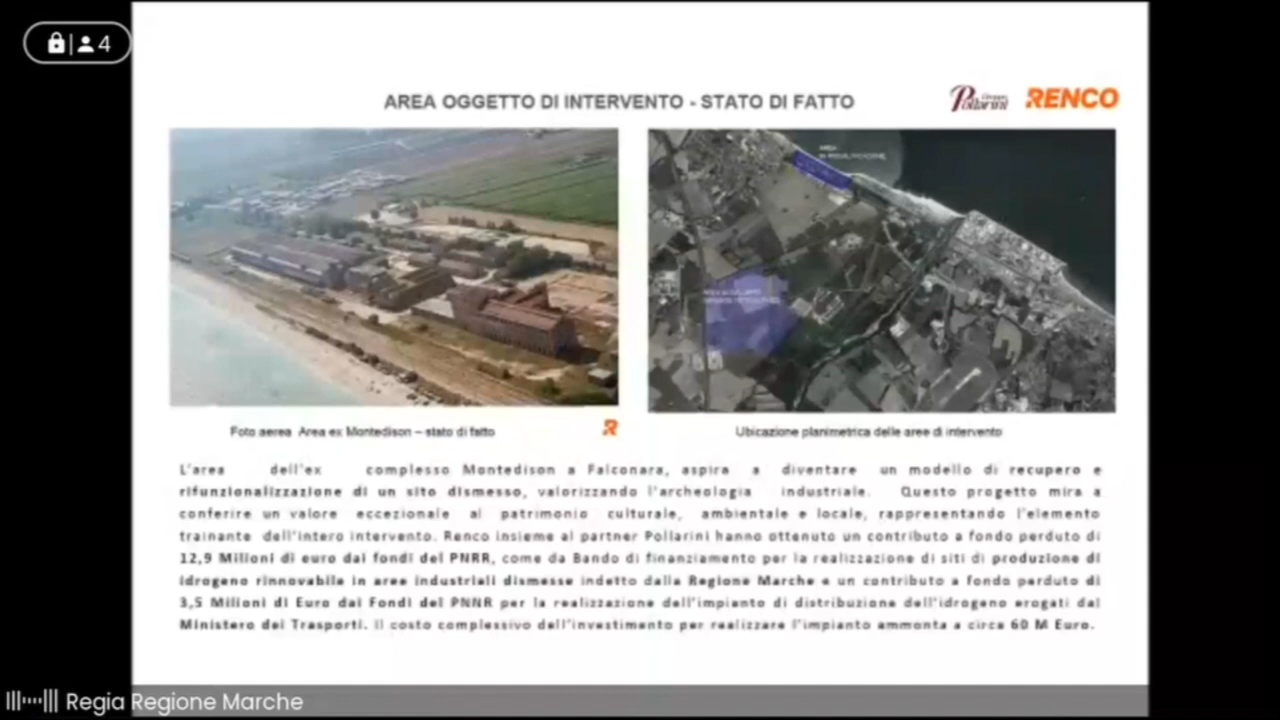 4
AREA OGGETTO DI INTERVENTO - STATO DI FATTO
Gruppo Pollarini
RENCO
AREA
Foto aerea Area ex Montedison – stato di fatto
Ubicazione planimetrica delle aree di intervento
L'area dell'ex complesso Montedison a Falconara, aspira a diventare un modello di recupero e
rifunzionalizzazione di un sito dismesso, valorizzando l'archeologia industriale. Questo progetto mira a
conferire un valore eccezionale al patrimonio culturale, ambientale e locale, rappresentando l'elemento
trainante dell'intero intervento. Renco insieme al partner Pollarini hanno ottenuto un contributo a fondo perduto di
12,9 Milioni di euro dai fondi del PNRR, come da Bando di finanziamento per la realizzazione di siti di produzione di
idrogeno rinnovabile in aree industriali dismesse indetto dalla Regione Marche e un contributo a fondo perduto di
3,5 Milioni di Euro dai Fondi del PNNR per la realizzazione dell'impianto di distribuzione dell'idrogeno erogati dal
Ministero dei Trasporti. Il costo complessivo dell'investimento per realizzare l'impianto ammonta a circa 60 M Euro.
Regia Regione Marche